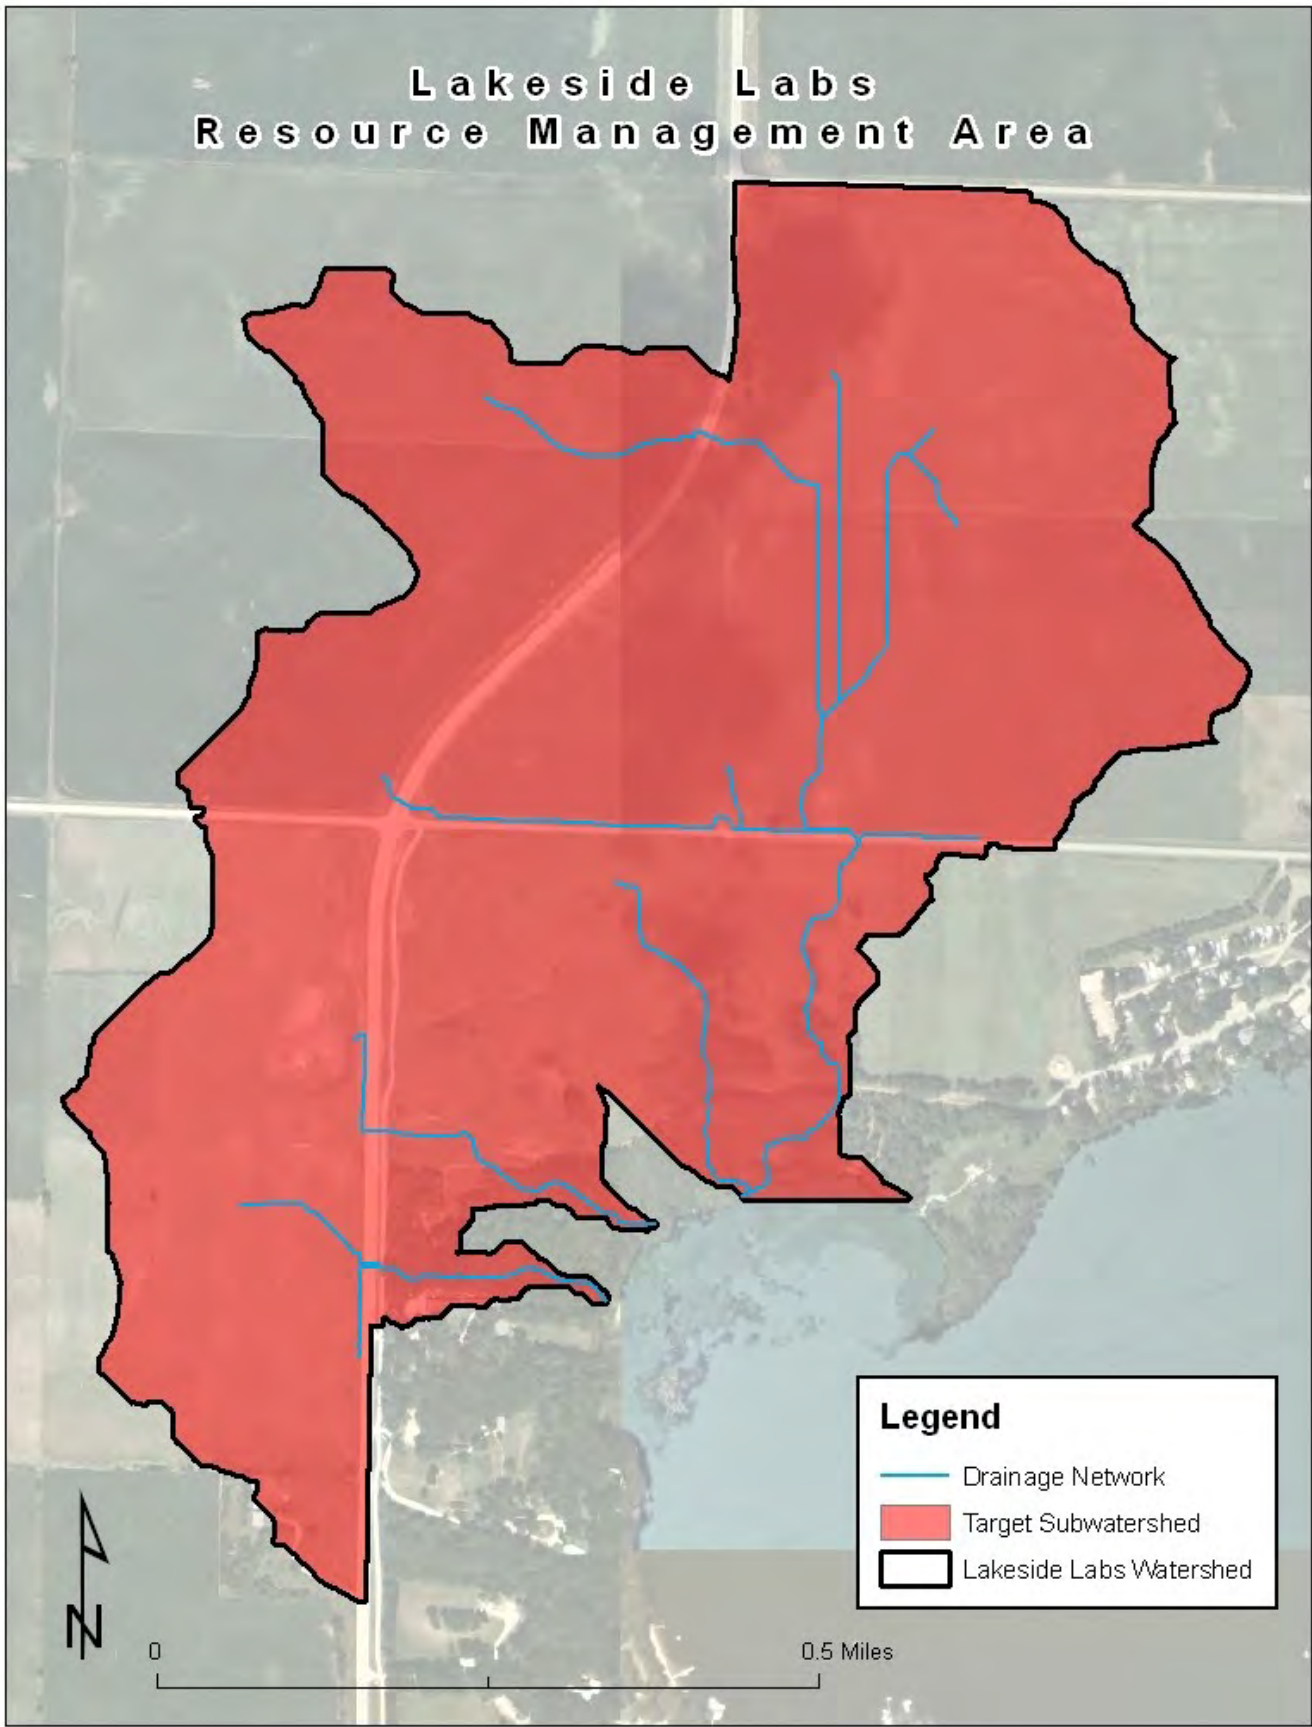 Lakeside Labs
Resource Management Area
Legend
Drainage Network
Target Subwatershed
Lakeside Labs Watershed
N
0
0.5 Miles